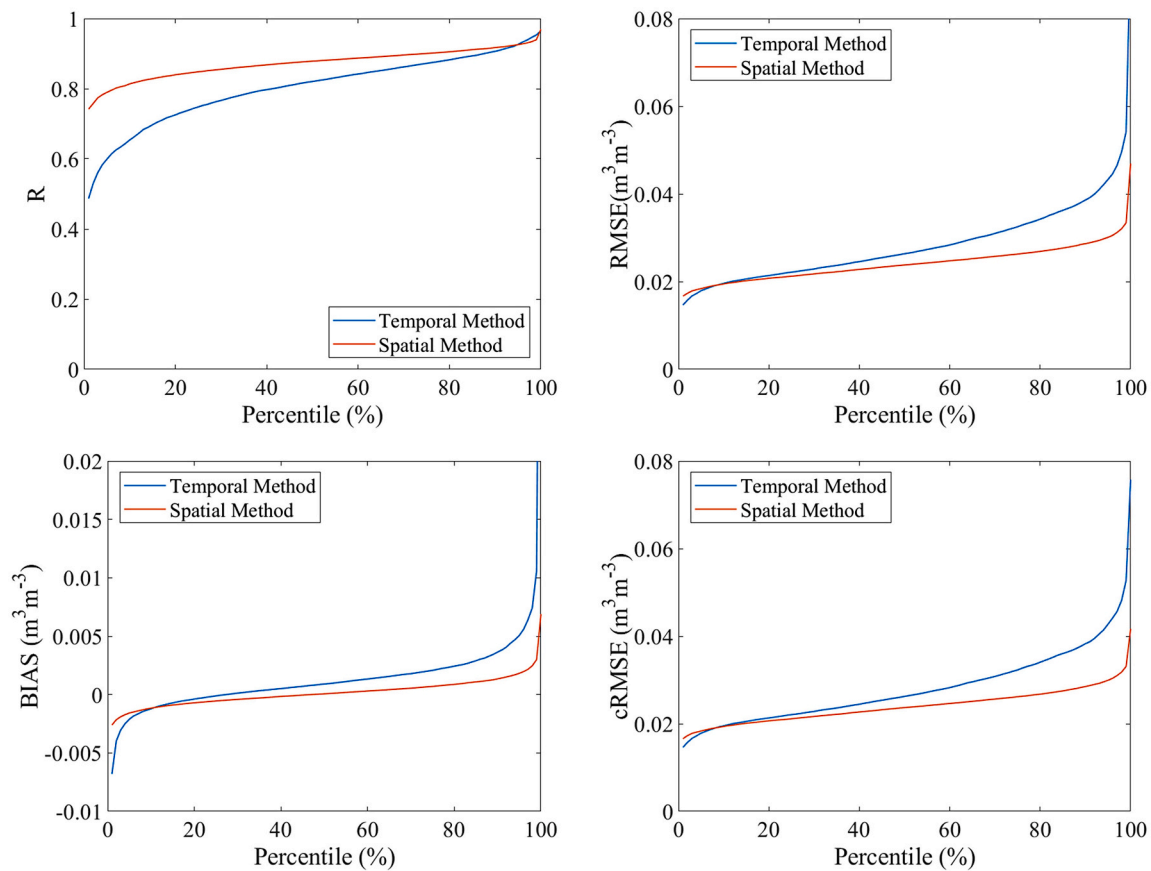 1
0.8
0.6
0.4
0.2
0
R
Temporal Method
Spatial Method
0 20 40 60 80 100
Percentile (%)
0.08
0.06
0.04
0.02
0
RMSE(m³m⁻³)
Temporal Method
Spatial Method
0 20 40 60 80 100
Percentile (%)
0.02
0.015
0.01
0.005
0
-0.005
-0.01
BIAS (m³m⁻³)
Temporal Method
Spatial Method
0 20 40 60 80 100
Percentile (%)
0.08
0.06
0.04
0.02
0
cRMSE (m³m⁻³)
Temporal Method
Spatial Method
0 20 40 60 80 100
Percentile (%)